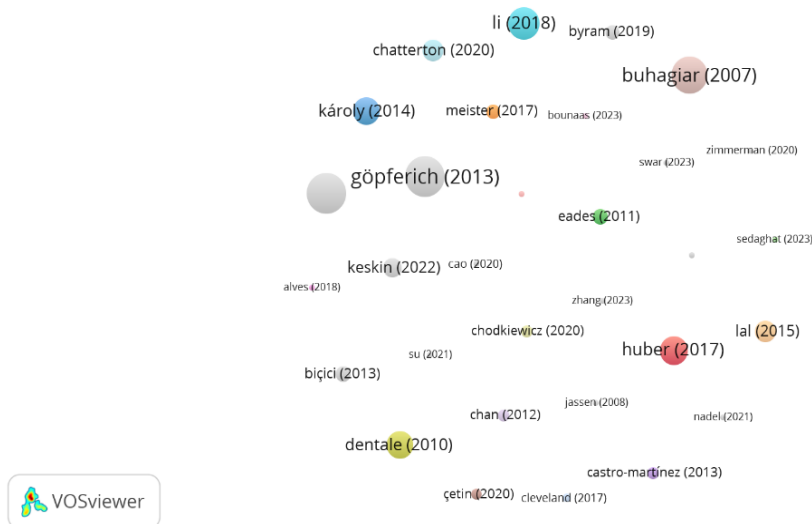 li (2018)
byram (2019)
chatterton (2020)
buhagiar (2007)
károly (2014)
meister (2017)
bounaas (2023)
zimmerman (2020)
swar (2023)
göpferich (2013)
eades (2011)
sedaghat (2023)
keskin (2022)
cao (2020)
alves (2018)
zhang (2023)
chodkiewicz (2020)
lal (2015)
huber (2017)
su (2021)
biçici (2013)
jassen (2008)
chan (2012)
nadel (2021)
dentale (2010)
castro-martínez (2013)
çetin (2020)
cleveland (2017)
VOSviewer